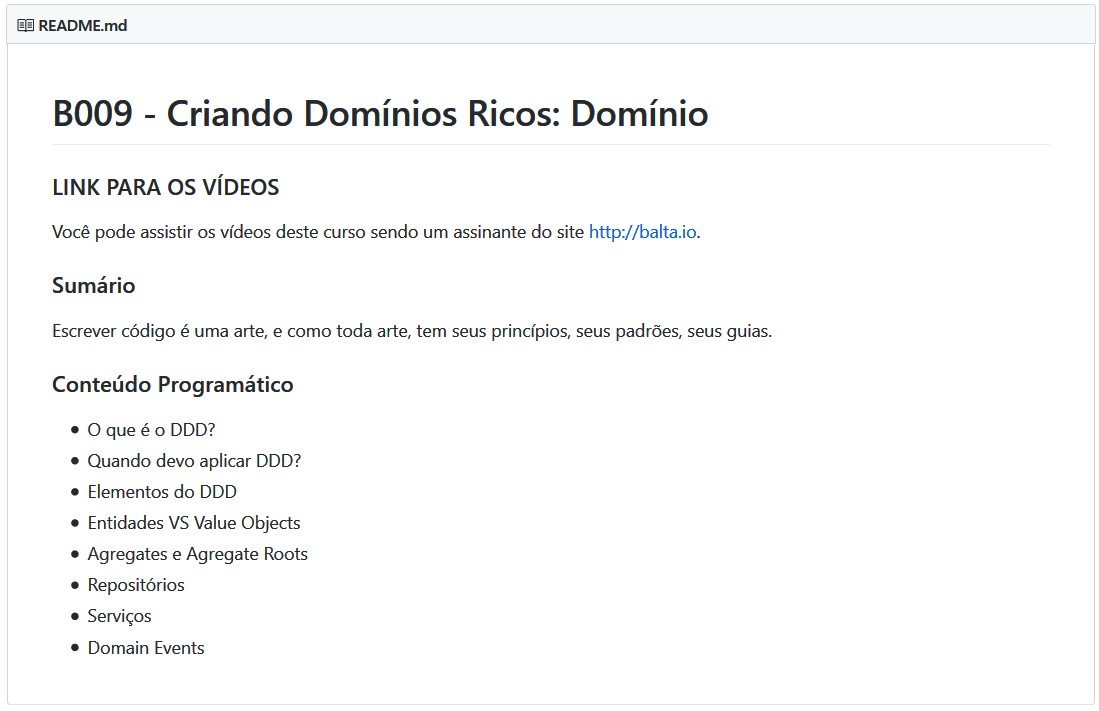 README.md
B009 - Criando Domínios Ricos: Domínio
LINK PARA OS VÍDEOS
Você pode assistir os vídeos deste curso sendo um assinante do site http://balta.io.
Sumário
Escrever código é uma arte, e como toda arte, tem seus princípios, seus padrões, seus guias.
Conteúdo Programático
O que é o DDD?
Quando devo aplicar DDD?
Elementos do DDD
Entidades VS Value Objects
Agregates e Agregate Roots
Repositórios
Serviços
Domain Events